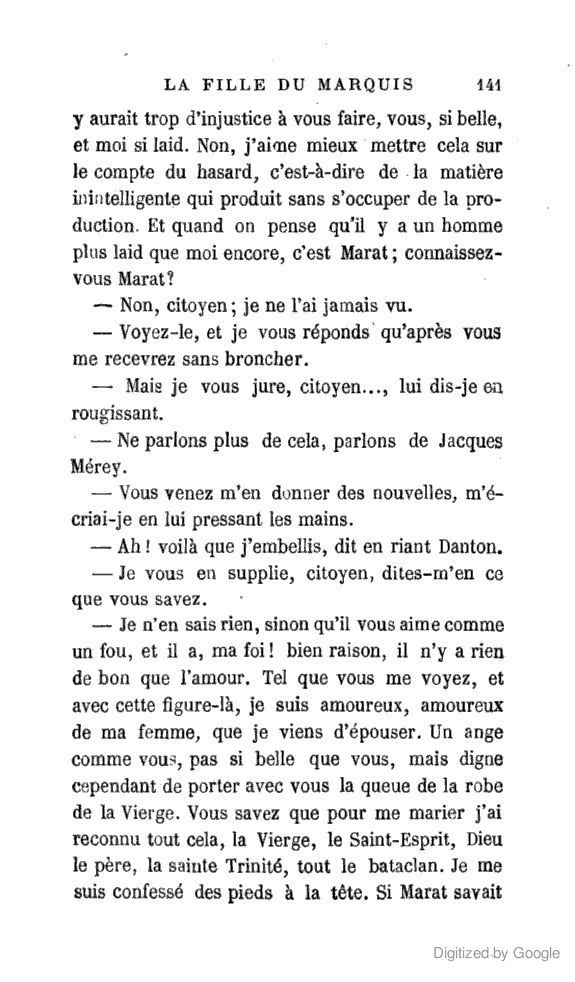 LA FILLE DU MARQUIS 141
y aurait trop d'injustice à vous faire, vous, si belle,
et moi si laid. Non, j'aime mieux mettre cela sur
le compte du hasard, c'est-à-dire de la matière
inintelligente qui produit sans s'occuper de la pro-
duction. Et quand on pense qu'il y a un homme
plus laid que moi encore, c'est Marat ; connaissez-
vous Marat?
— Non, citoyen ; je ne l'ai jamais vu.
— Voyez-le, et je vous réponds qu'après vous
me recevrez sans broncher.
— Mais je vous jure, citoyen..., lui dis-je en
rougissant.
— Ne parlons plus de cela, parlons de Jacques
Mérey.
— Vous venez m'en donner des nouvelles, m'é-
criai-je en lui pressant les mains.
— Ah ! voilà que j'embellis, dit en riant Danton.
— Je vous en supplie, citoyen, dites-m'en ce
que vous savez.
— Je n'en sais rien, sinon qu'il vous aime comme
un fou, et il a, ma foi ! bien raison, il n'y a rien
de bon que l'amour. Tel que vous me voyez, et
avec cette figure-là, je suis amoureux, amoureux
de ma femme, que je viens d'épouser. Un ange
comme vous, pas si belle que vous, mais digne
cependant de porter avec vous la queue de la robe
de la Vierge. Vous savez que pour me marier j'ai
reconnu tout cela, la Vierge, le Saint-Esprit, Dieu
le père, la sainte Trinité, tout le bataclan. Je me
suis confessé des pieds à la tête. Si Marat savait
Digitized by Google